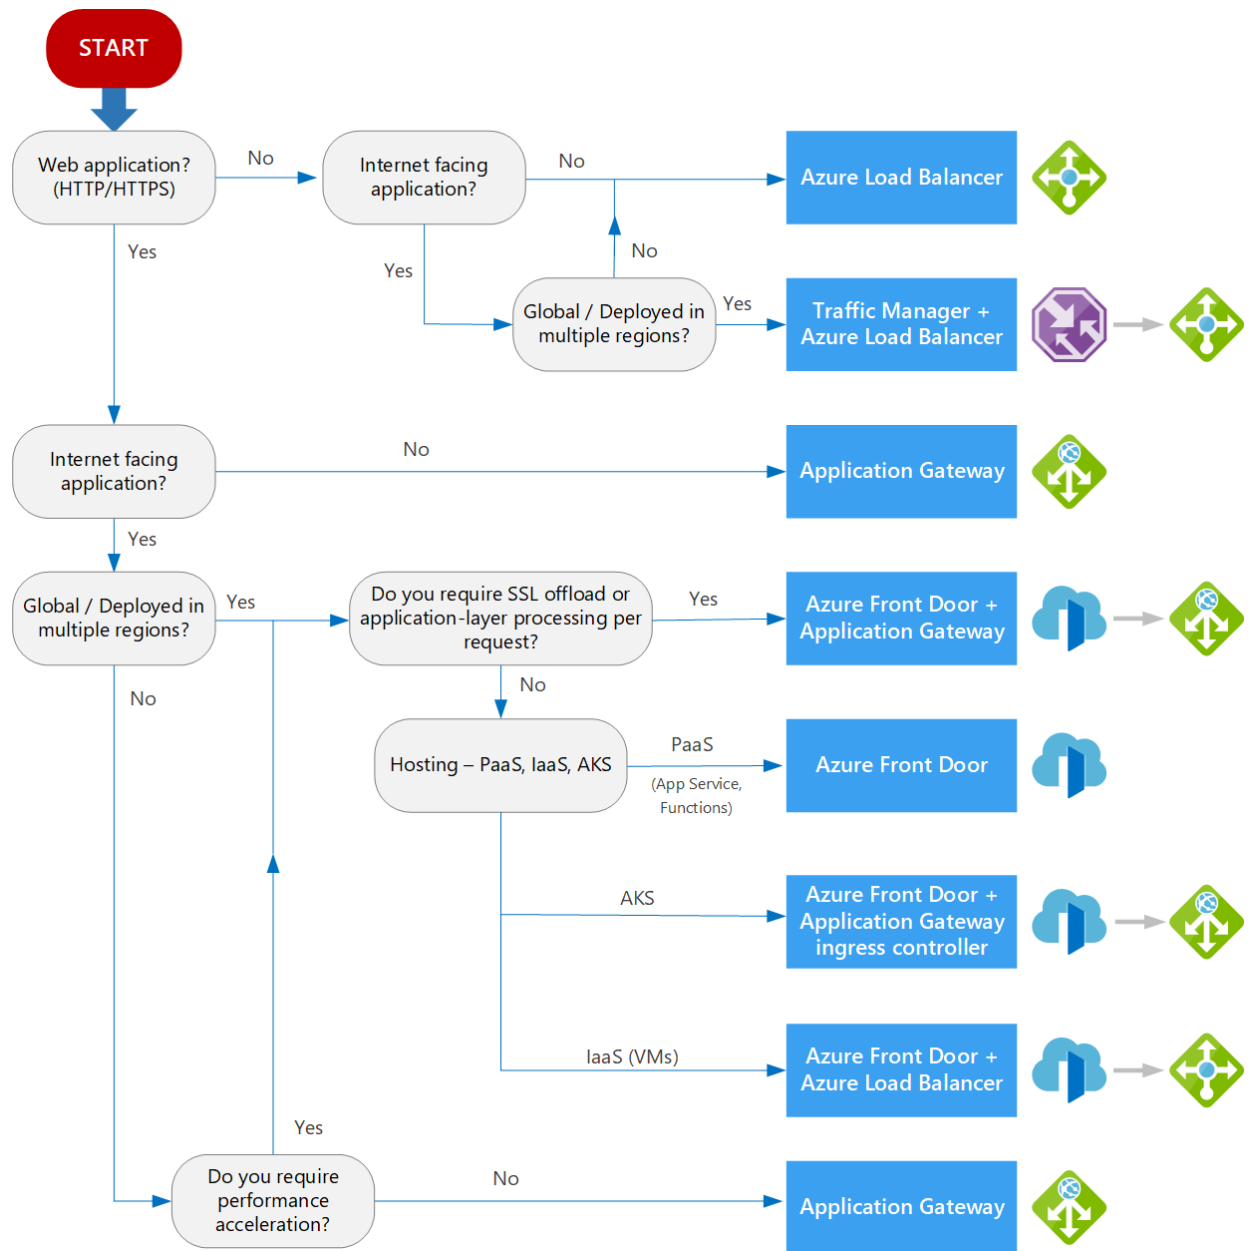 START
Web application?
(HTTP/HTTPS)
No
Internet facing
application?
No
Azure Load Balancer
Yes
Yes
No
Global / Deployed in
multiple regions?
Yes
Traffic Manager +
Azure Load Balancer
Internet facing
application?
No
Application Gateway
Yes
Global / Deployed in
multiple regions?
Yes
Do you require SSL offload or
application-layer processing per
request?
Yes
Azure Front Door +
Application Gateway
No
No
Hosting – PaaS, IaaS, AKS
PaaS
(App Service,
Functions)
Azure Front Door
AKS
Azure Front Door +
Application Gateway
ingress controller
IaaS (VMs)
Azure Front Door +
Azure Load Balancer
Yes
Do you require
performance
acceleration?
No
Application Gateway